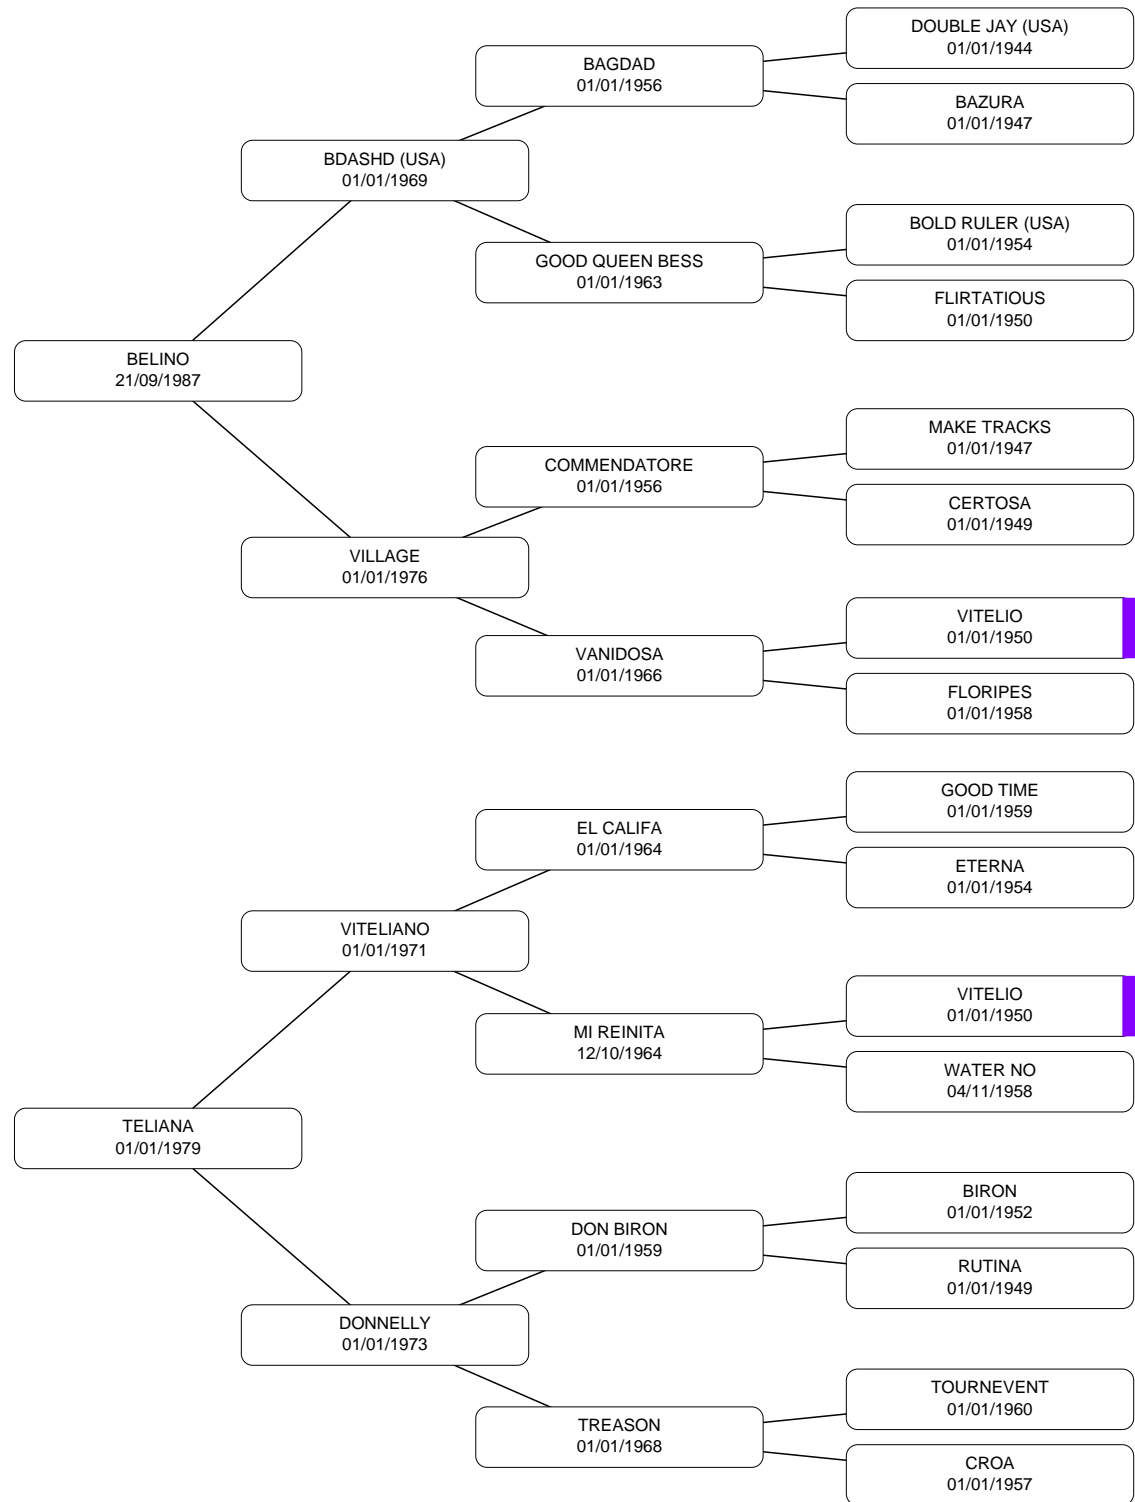 DOUBLE JAY (USA)
01/01/1944
BAGDAD
01/01/1956
BAZURA
01/01/1947
BDASHD (USA)
01/01/1969
BOLD RULER (USA)
01/01/1954
GOOD QUEEN BESS
01/01/1963
FLIRTATIOUS
01/01/1950
BELINO
21/09/1987
MAKE TRACKS
01/01/1947
COMMENDATORE
01/01/1956
CERTOSA
01/01/1949
VILLAGE
01/01/1976
VITELIO
01/01/1950
VANIDOSA
01/01/1966
FLORIPES
01/01/1958
GOOD TIME
01/01/1959
EL CALIFA
01/01/1964
ETERNA
01/01/1954
VITELIANO
01/01/1971
VITELIO
01/01/1950
MI REINITA
12/10/1964
WATER NO
04/11/1958
TELIANA
01/01/1979
BIRON
01/01/1952
DON BIRON
01/01/1959
RUTINA
01/01/1949
DONNELLY
01/01/1973
TOURNEVENT
01/01/1960
TREASON
01/01/1968
CROA
01/01/1957